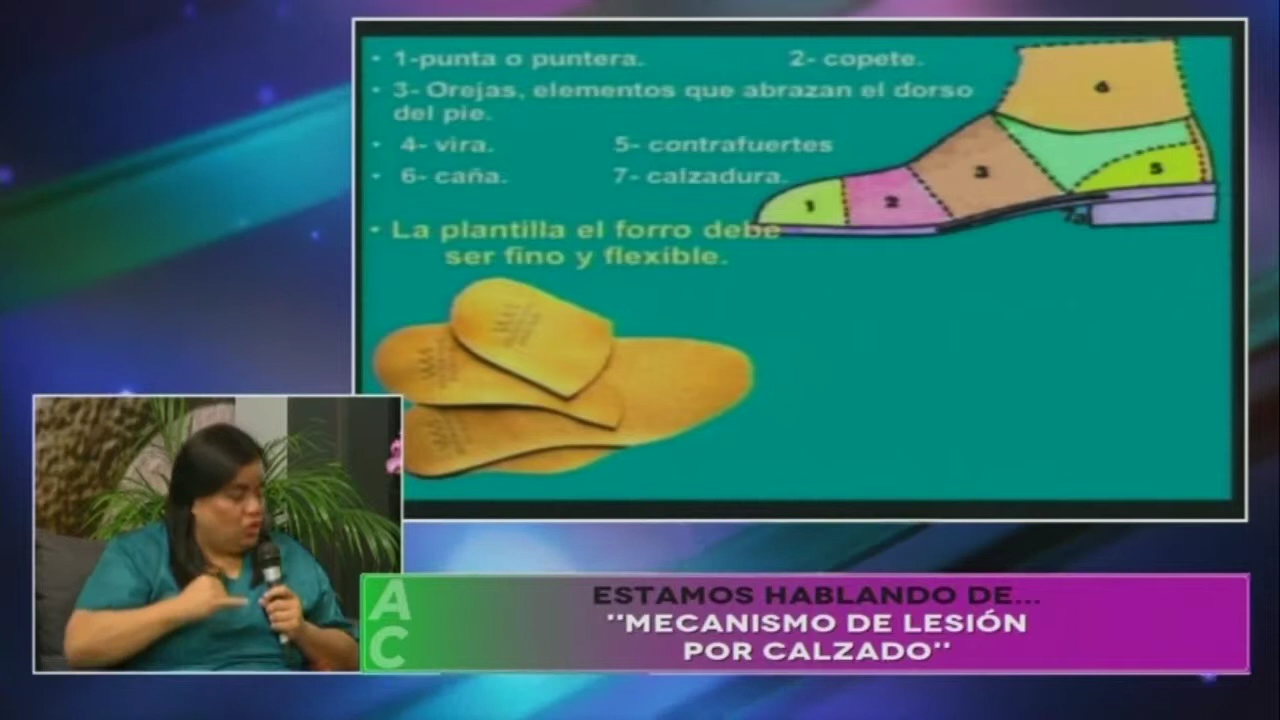 • 1-punta o puntera. 2- copete.
• 3- Orejas, elementos que abrazan el dorso
del pie.
• 4- vira. 5- contrafuertes
• 6- caña. 7- calzadura.
• La plantilla el forro debe
ser fino y flexible.
6
5
3
2
1
AC
ESTAMOS HABLANDO DE...
"MECANISMO DE LESIÓN
POR CALZADO"